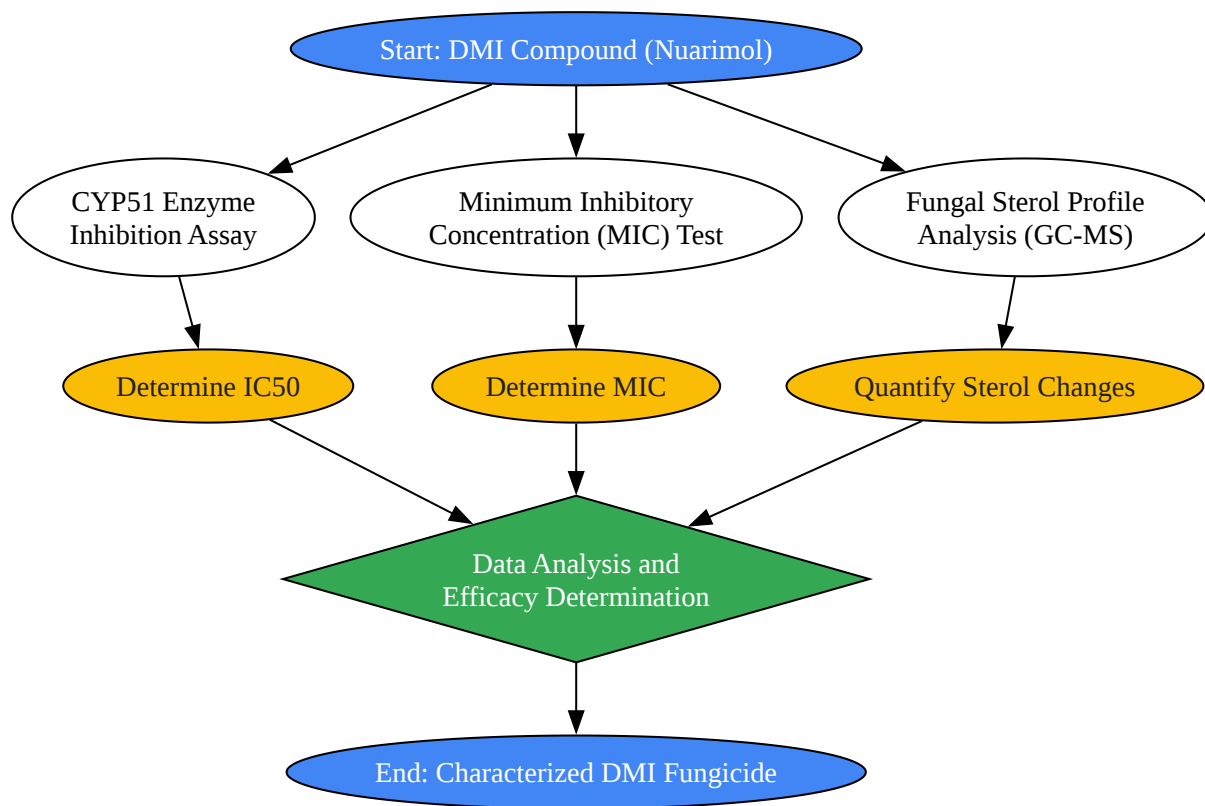 Start: DMI Compound (Nuarimol)
CYP51 Enzyme
Inhibition Assay
Minimum Inhibitory
Concentration (MIC) Test
Fungal Sterol Profile
Analysis (GC-MS)
Determine IC50
Determine MIC
Quantify Sterol Changes
Data Analysis and
Efficacy Determination
End: Characterized DMI Fungicide